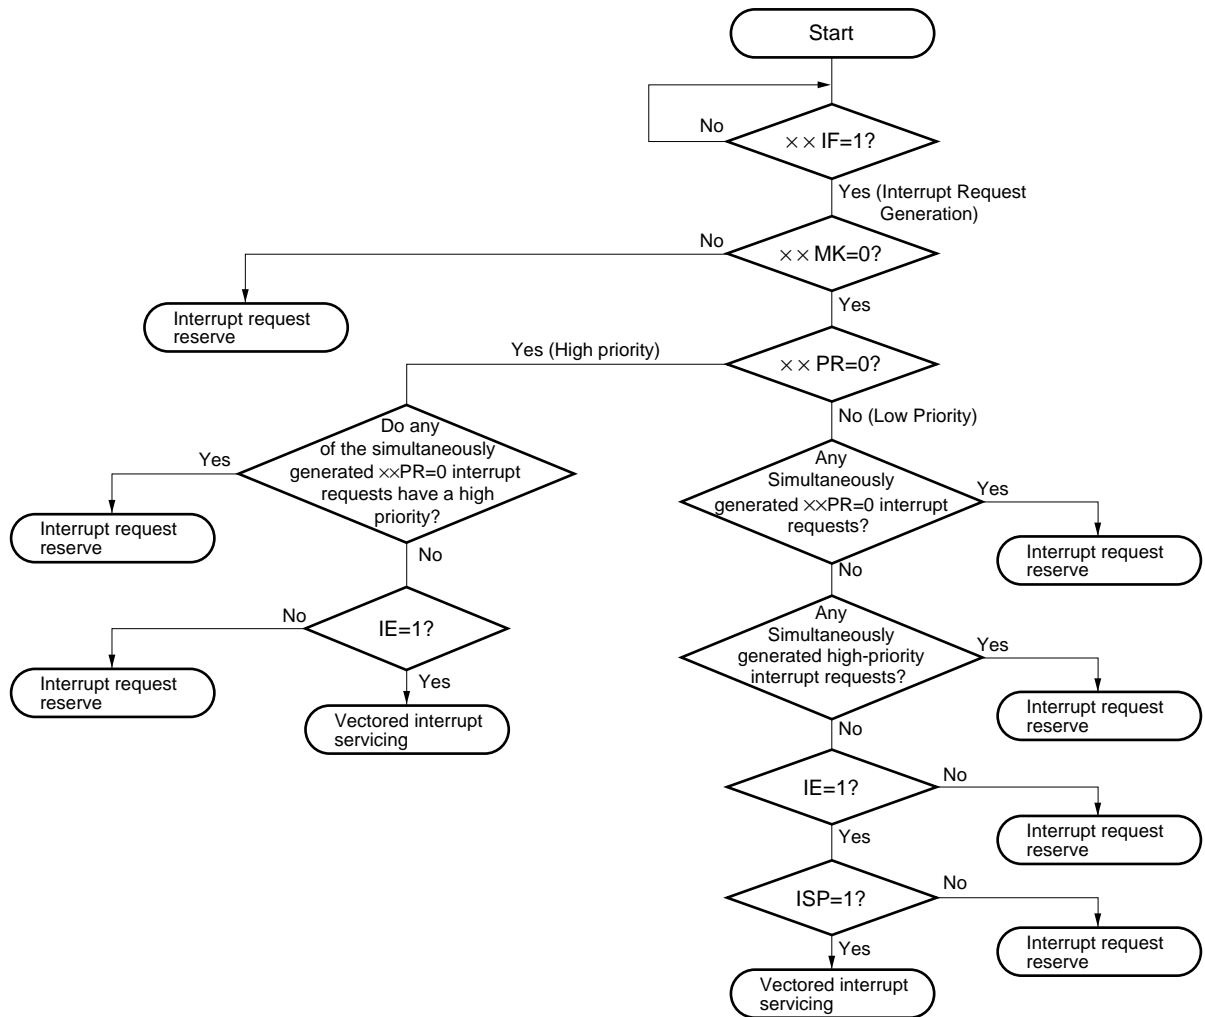 Start
No
×× IF=1?
Yes (Interrupt Request
Generation)
No
×× MK=0?
Interrupt request
reserve
Yes
Yes (High priority)
×× PR=0?
No (Low Priority)
Do any
of the simultaneously
generated ××PR=0 interrupt
requests have a high
priority?
Yes
Interrupt request
reserve
No
Any
Simultaneously
generated ××PR=0 interrupt
requests?
Yes
Interrupt request
reserve
No
No
IE=1?
Interrupt request
reserve
Yes
Vectored interrupt
servicing
Any
Simultaneously
generated high-priority
interrupt requests?
Yes
Interrupt request
reserve
No
IE=1?
No
Interrupt request
reserve
Yes
ISP=1?
No
Interrupt request
reserve
Yes
Vectored interrupt
servicing